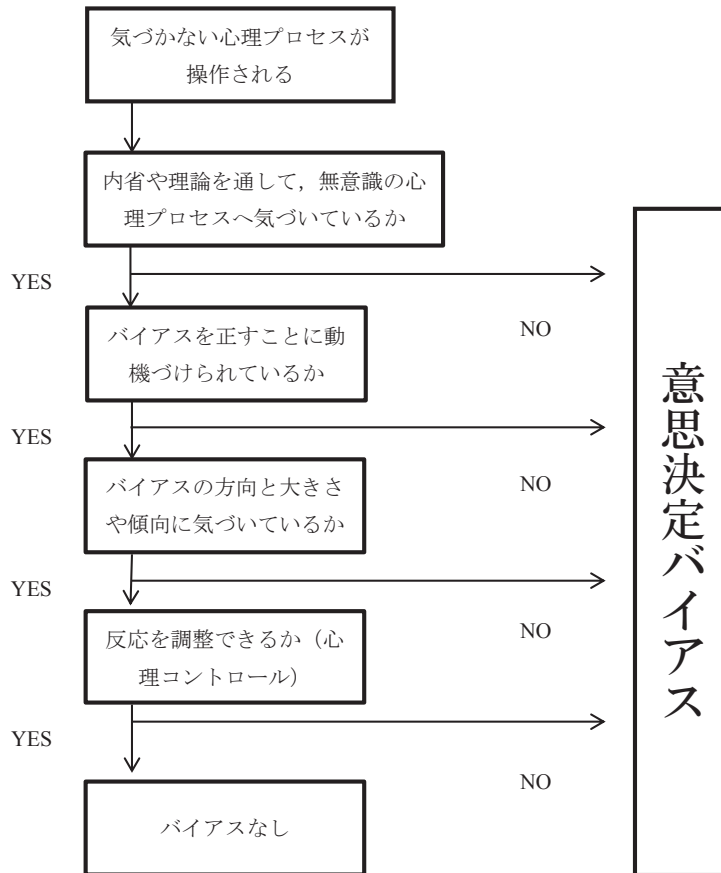 気づかない心理プロセスが
操作される
内省や理論を通して，無意識の心
理プロセスへ気づいているか
YES
NO
バイアスを正すことに動
機づけられているか
YES
NO
バイアスの方向と大きさ
や傾向に気づいているか
YES
NO
反応を調整できるか（心
理コントロール）
YES
NO
バイアスなし
意思決定バイアス